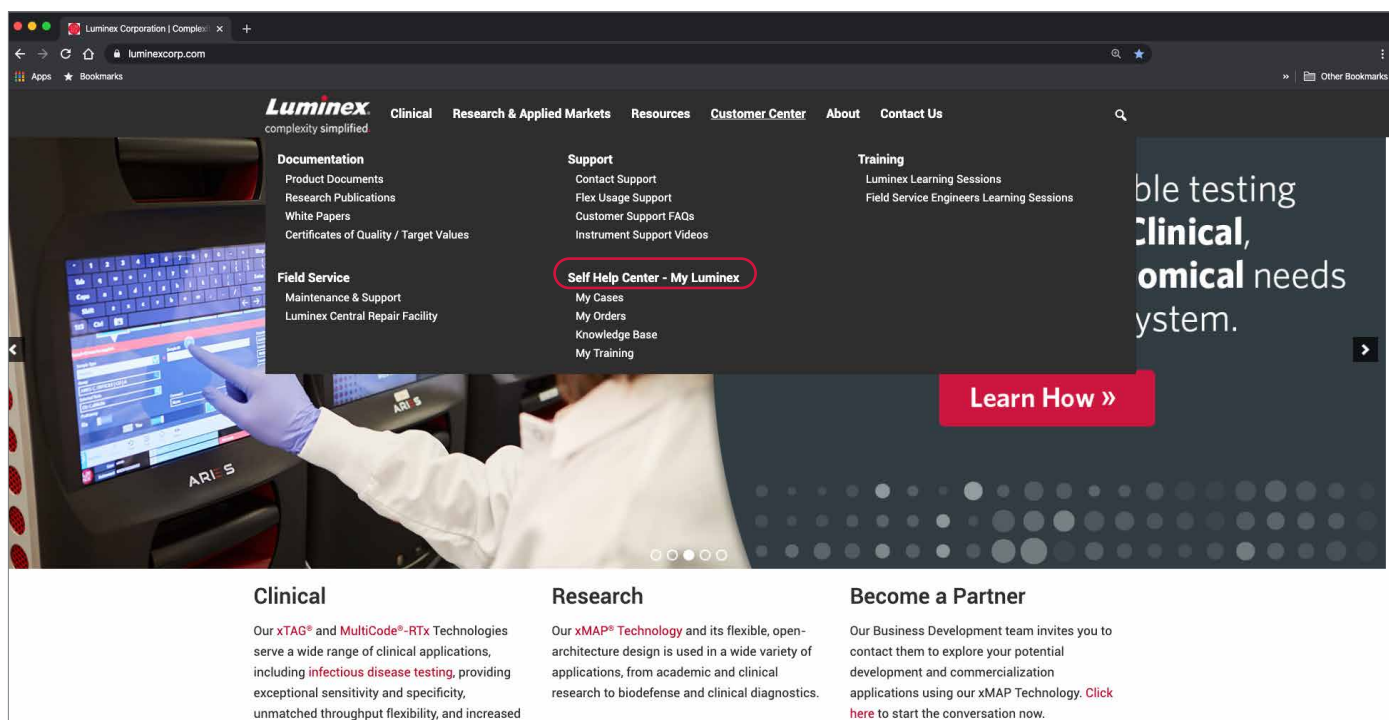 Luminex Corporation | Complexi
luminexcorp.com
Apps
Bookmarks
»
Other Bookmarks
Luminex
complexity simplified.
Clinical
Research & Applied Markets
Resources
Customer Center
About
Contact Us
Documentation
Product Documents
Research Publications
White Papers
Certificates of Quality / Target Values
Support
Contact Support
Flex Usage Support
Customer Support FAQs
Instrument Support Videos
Training
Luminex Learning Sessions
Field Service Engineers Learning Sessions
Field Service
Maintenance & Support
Luminex Central Repair Facility
Self Help Center - My Luminex
My Cases
My Orders
Knowledge Base
My Training
ble testing
Clinical,
omical needs
ystem.
Learn How »
ARIES
ARIES
Clinical
Our xTAG® and MultiCode®-RTx Technologies
serve a wide range of clinical applications,
including infectious disease testing, providing
exceptional sensitivity and specificity,
unmatched throughput flexibility, and increased
Research
Our xMAP® Technology and its flexible, open-
architecture design is used in a wide variety of
applications, from academic and clinical
research to biodefense and clinical diagnostics.
Become a Partner
Our Business Development team invites you to
contact them to explore your potential
development and commercialization
applications using our xMAP Technology. Click
here to start the conversation now.